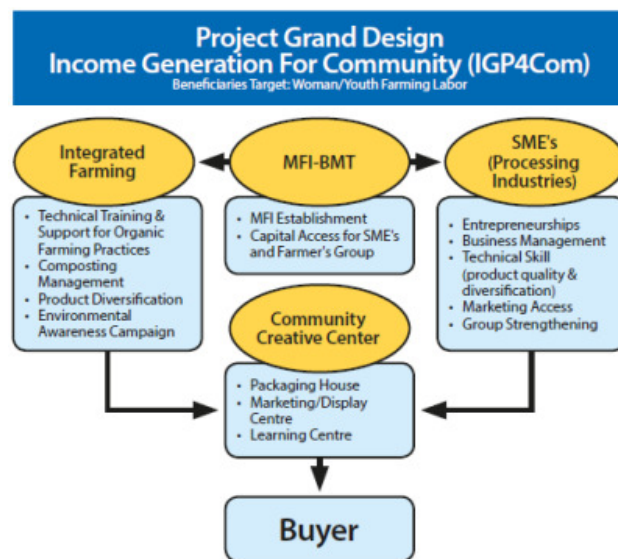 Project Grand Design
Income Generation For Community (IGP4Com)
Beneficiaries Target: Woman/Youth Farming Labor
Integrated
Farming
• Technical Training &
Support for Organic
Farming Practices
• Composting
Management
• Product Diversification
• Environmental
Awareness Campaign
MFI-BMT
• MFI Establishment
• Capital Access for SME's
and Farmer's Group
SME's
(Processing
Industries)
• Entrepreneurships
• Business Management
• Technical Skill
(product quality &
diversification)
• Marketing Access
• Group Strengthening
Community
Creative Center
• Packaging House
• Marketing/Display
Centre
• Learning Centre
Buyer